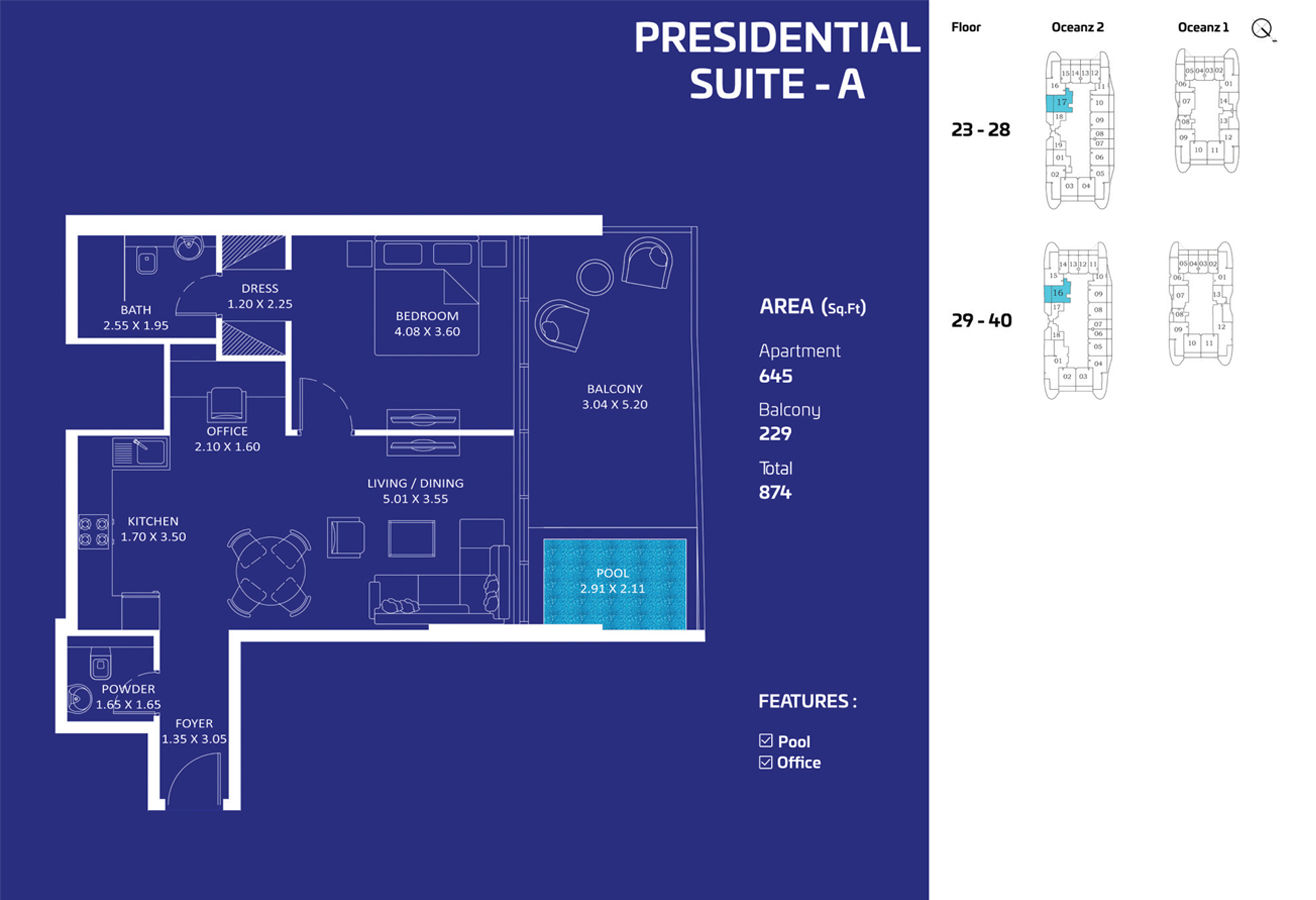 PRESIDENTIAL
SUITE - A
BATH
2.55 X 1.95
DRESS
1.20 X 2.25
BEDROOM
4.08 X 3.60
BALCONY
3.04 X 5.20
OFFICE
2.10 X 1.60
LIVING / DINING
5.01 X 3.55
KITCHEN
1.70 X 3.50
POOL
2.91 X 2.11
POWDER
1.65 X 1.65
FOYER
1.35 X 3.05
AREA (Sq.Ft)
Apartment
645
Balcony
229
Total
874
FEATURES :
Pool
Office
Floor Oceanz 2 Oceanz 1
23 - 28
15 14 13 12
16 11
17 10
18 09
08
19 07
01 06
02 05
03 04
05 04 03 02
06 01
07 14
08 13
09 12
10 11
29 - 40
14 13 12 11
15 10
16 09
17 08
07
18 06
05
01 04
02 03
05 04 03 02
06 01
07 13
08
09 12
10 11